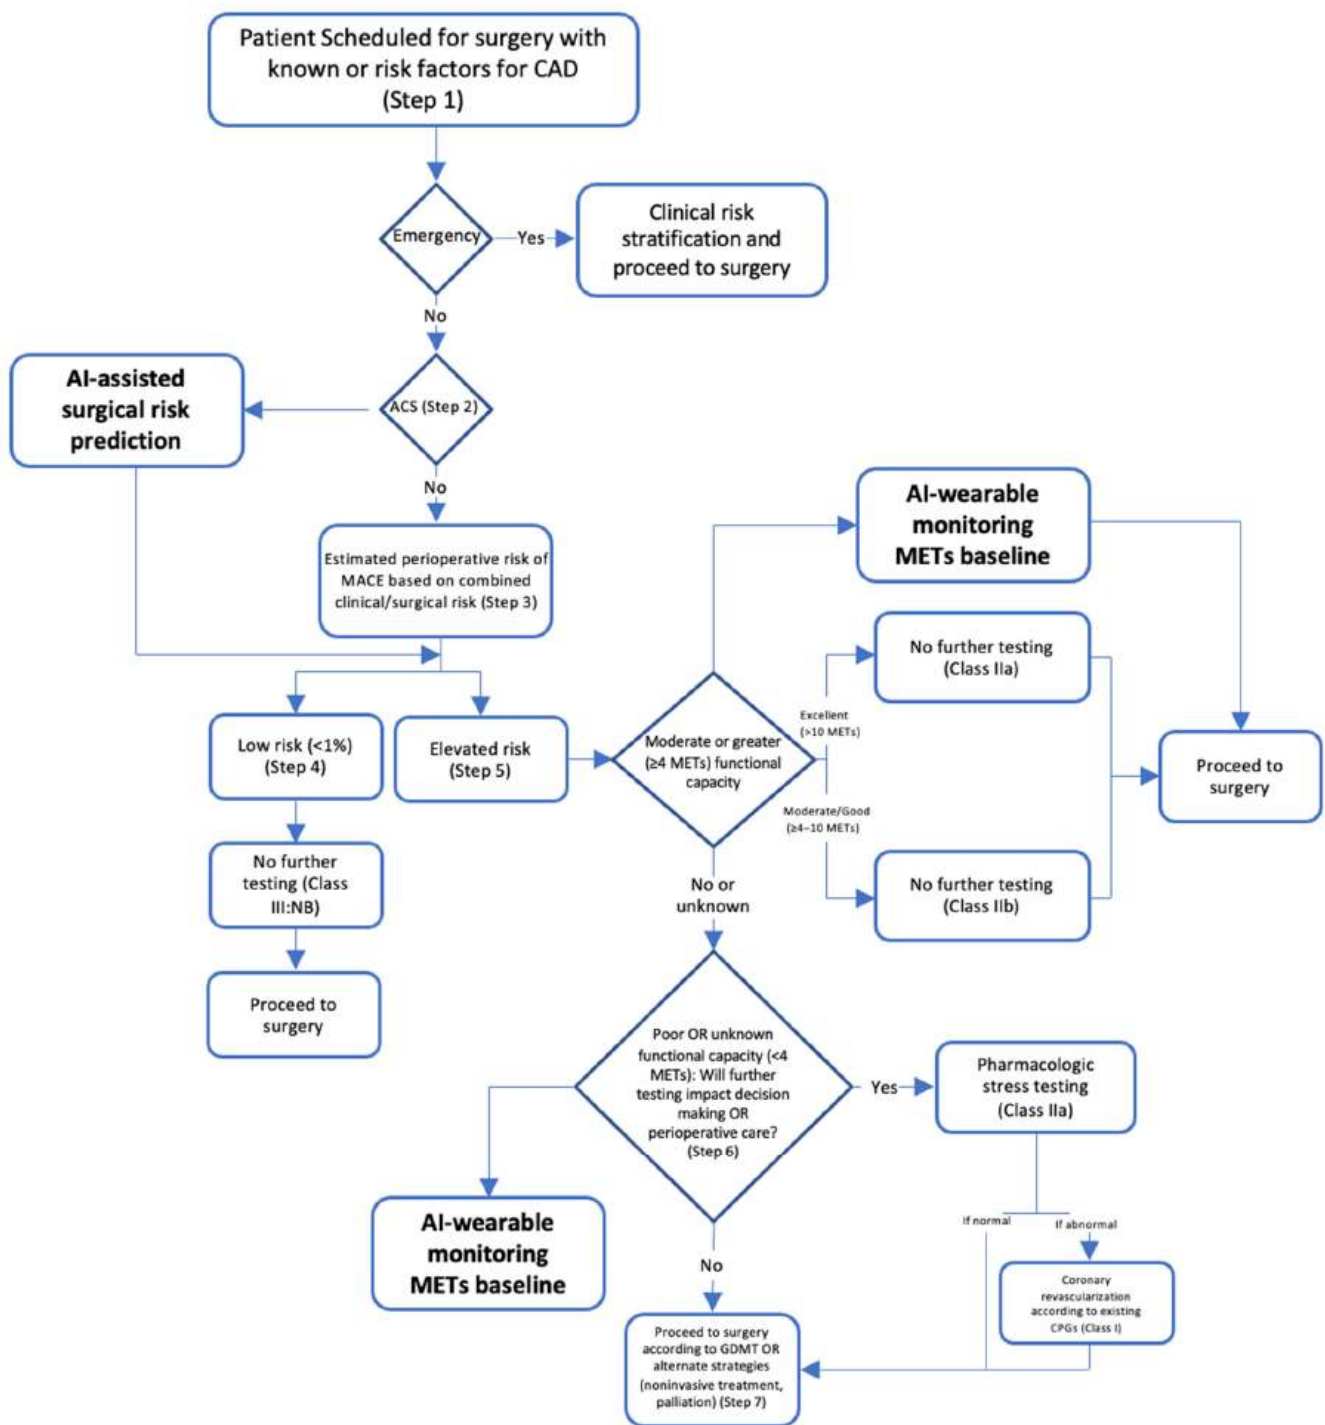 Patient Scheduled for surgery with
known or risk factors for CAD
(Step 1)
Emergency
Yes
Clinical risk
stratification and
proceed to surgery
No
AI-assisted
surgical risk
prediction
ACS (Step 2)
No
Estimated perioperative risk of
MACE based on combined
clinical/surgical risk (Step 3)
AI-wearable
monitoring
METs baseline
Low risk (<1%)
(Step 4)
Elevated risk
(Step 5)
Moderate or greater
(≥4 METs) functional
capacity
Excellent
(>10 METs)
No further testing
(Class IIa)
Moderate/Good
(≥4–10 METs)
No further testing
(Class IIb)
Proceed to
surgery
No further
testing (Class
III:NB)
Proceed to
surgery
No or
unknown
Poor OR unknown
functional capacity (<4
METs): Will further
testing impact decision
making OR
perioperative care?
(Step 6)
Yes
Pharmacologic
stress testing
(Class IIa)
AI-wearable
monitoring
METs baseline
If normal
If abnormal
No
Coronary
revascularization
according to existing
CPGs (Class I)
Proceed to surgery
according to GDMT OR
alternate strategies
(noninvasive treatment,
palliation) (Step 7)